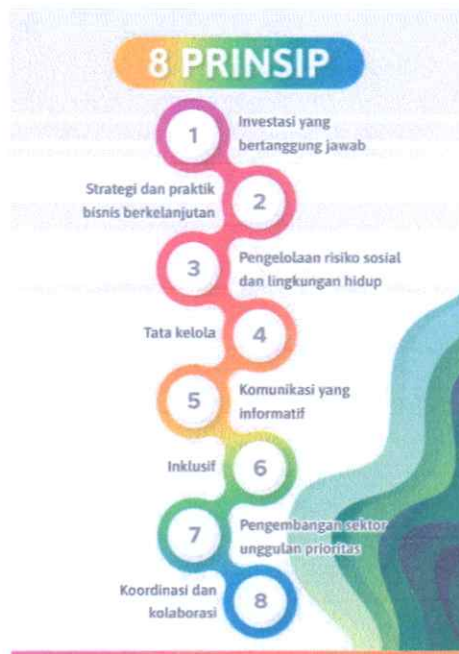 8 PRINSIP
1
Investasi yang
bertanggung jawab
Strategi dan praktik
bisnis berkelanjutan
2
3
Pengelolaan risiko sosial
dan lingkungan hidup
Tata kelola
4
5
Komunikasi yang
informatif
Inklusif
6
7
Pengembangan sektor
unggulan prioritas
Koordinasi dan
kolaborasi
8